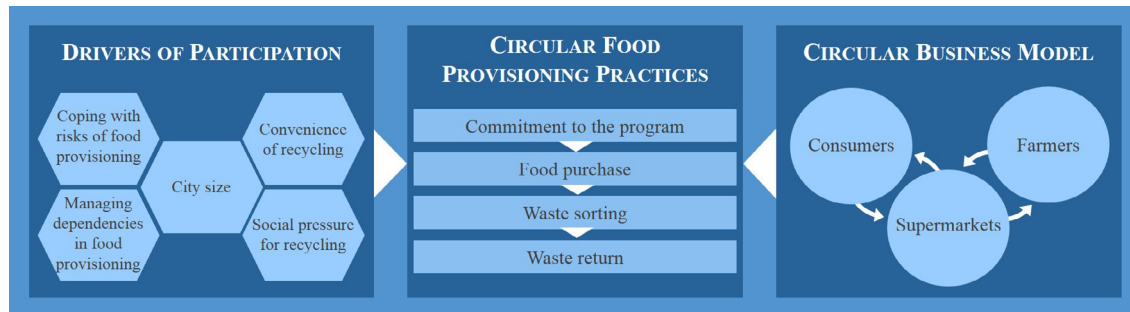 DRIVERS OF PARTICIPATION
Coping with
risks of food
provisioning
Convenience
of recycling
City size
Managing
dependencies
in food
provisioning
Social pressure
for recycling
CIRCULAR FOOD
PROVISIONING PRACTICES
Commitment to the program
Food purchase
Waste sorting
Waste return
CIRCULAR BUSINESS MODEL
Consumers
Farmers
Supermarkets